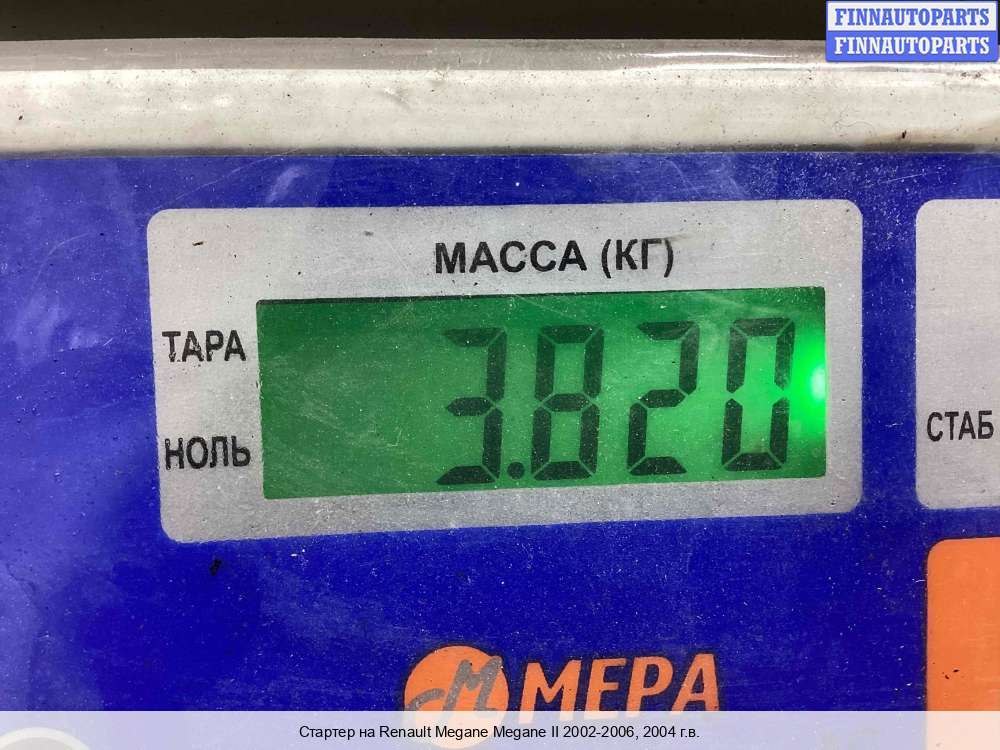 FINNAUTOPARTS
FINNAUTOPARTS
МАССА (КГ)
ТАРА
3.820
НОЛЬ
СТАБ
М МЕРА
Стартер на Renault Megane Megane II 2002-2006, 2004 г.в.